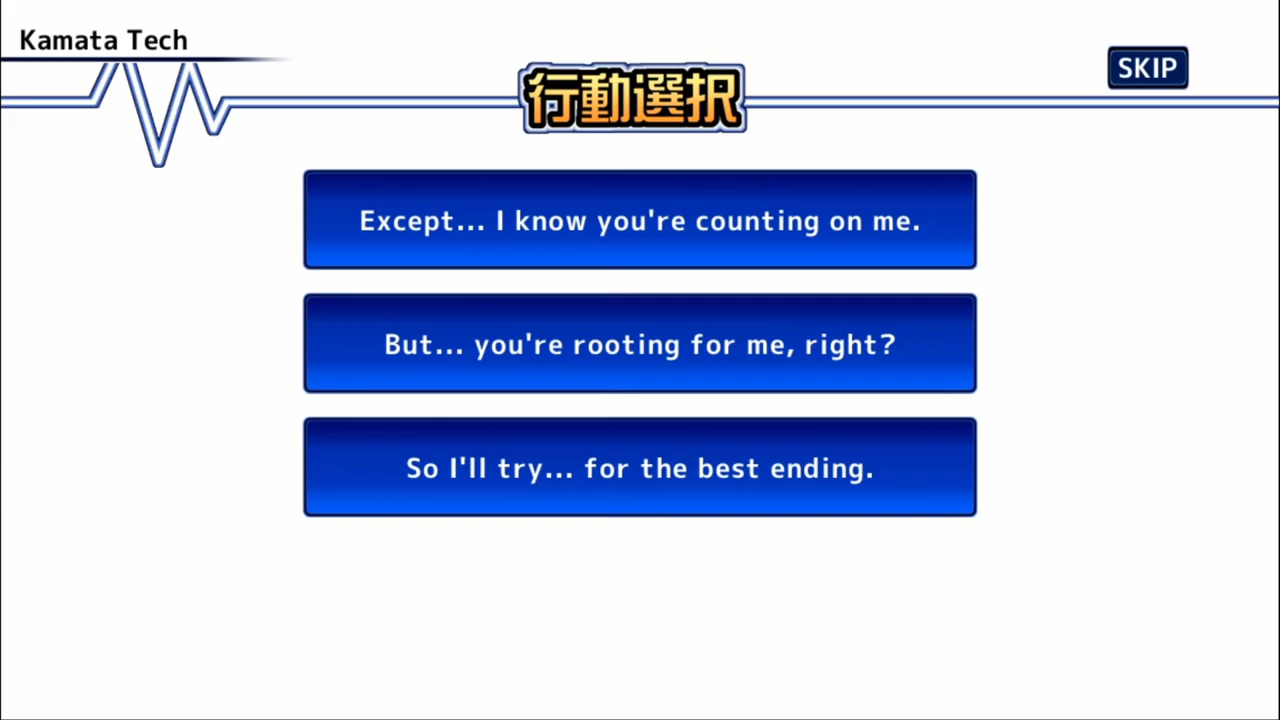 Kamata Tech
SKIP
行動選択
Except... I know you're counting on me.
But... you're rooting for me, right?
So I'll try... for the best ending.